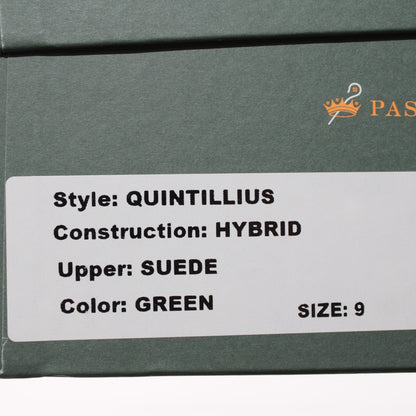 PAS
Style: QUINTILLIUS
Construction: HYBRID
Upper: SUEDE
Color: GREEN
SIZE: 9